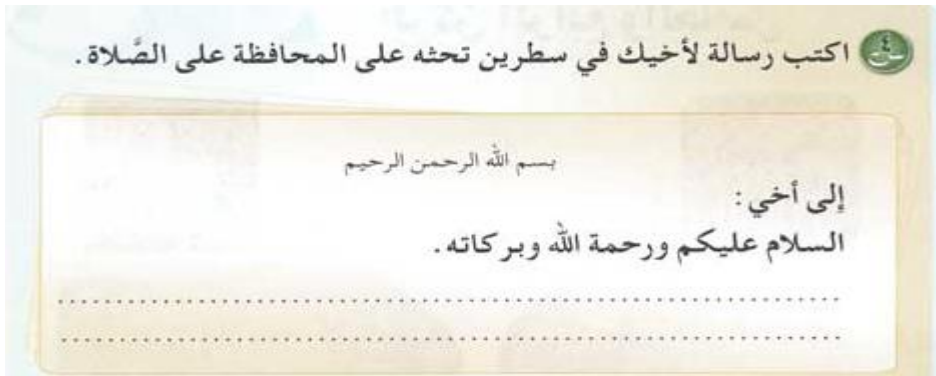 س٤ اكتب رسالة لأخيك في سطرين تحثه على المحافظة على الصَّلاة.
بسم الله الرحمن الرحيم
إلى أخي:
السلام عليكم ورحمة الله وبركاته.